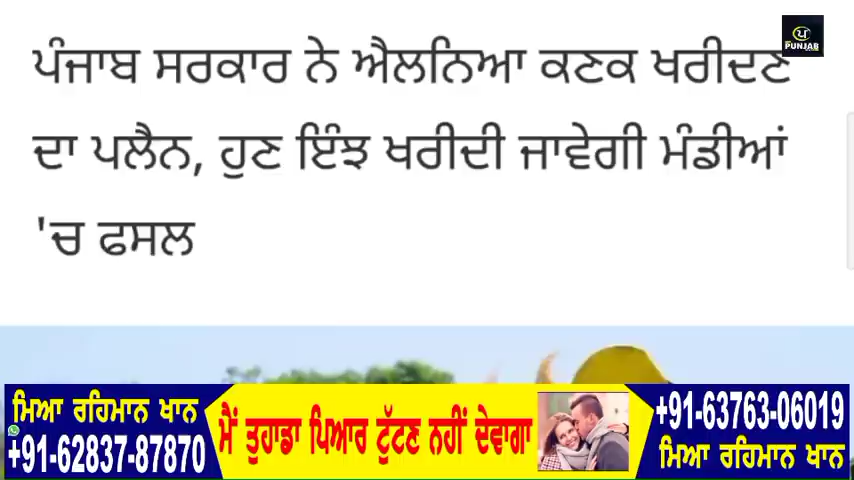 ਪ
PUNJAB
ਪੰਜਾਬ ਸਰਕਾਰ ਨੇ ਐਲਨਿਆ ਕਣਕ ਖਰੀਦਣ
ਦਾ ਪਲੈਨ, ਹੁਣ ਇੰਝ ਖਰੀਦੀ ਜਾਵੇਗੀ ਮੰਡੀਆਂ
'ਚ ਫਸਲ
ਮਿਆ ਰਹਿਮਾਨ ਖਾਨ
+91-62837-87870
ਮੈਂ ਤੁਹਾਡਾ ਪਿਆਰ ਟੁੱਟਣ ਨਹੀਂ ਦੇਵਾਗਾ
+91-63763-06019
ਮਿਆ ਰਹਿਮਾਨ ਖਾਨ